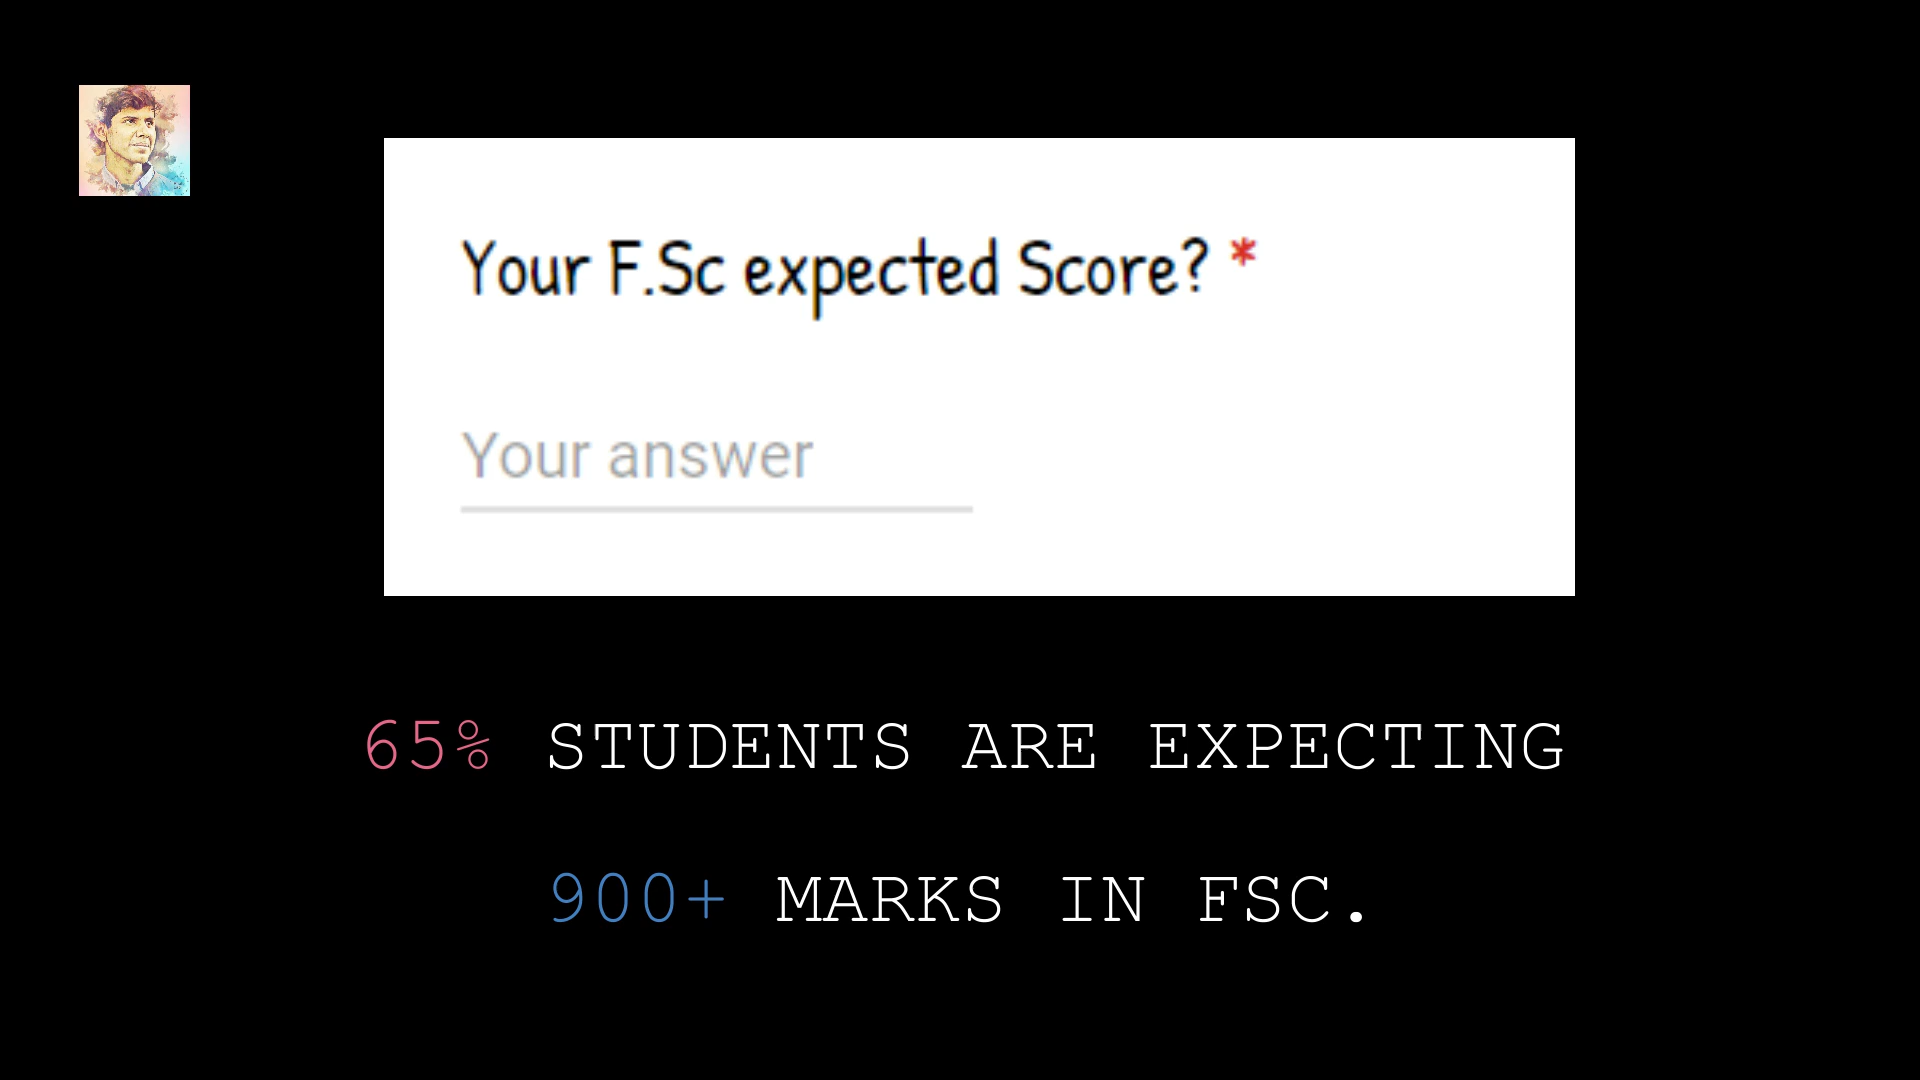 Your F.Sc expected Score? *
Your answer
65% STUDENTS ARE EXPECTING
900+ MARKS IN FSC.